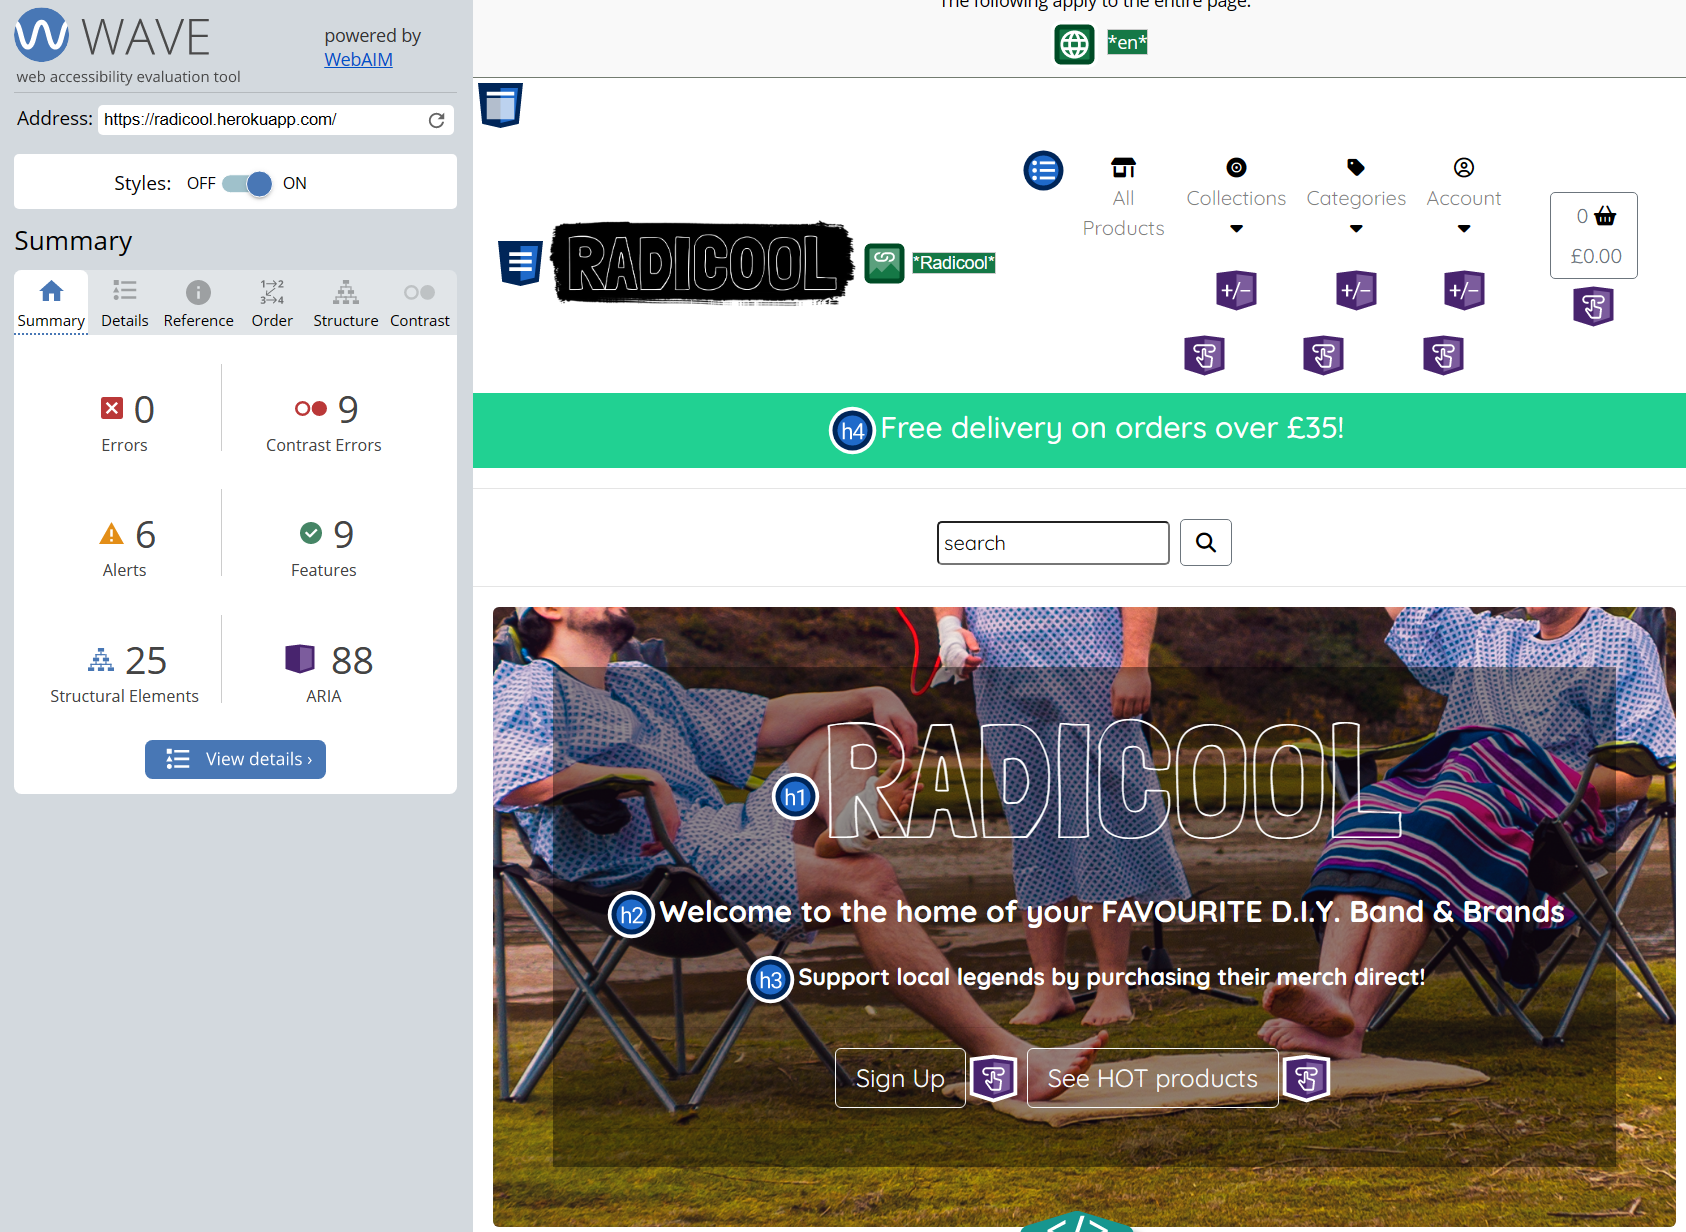 WAVE
web accessibility evaluation tool
powered by
WebAIM
Address: https://radicool.herokuapp.com/
Styles: OFF ON
Summary
Summary Details Reference Order Structure Contrast
0
Errors
9
Contrast Errors
6
Alerts
9
Features
25
Structural Elements
88
ARIA
View details ›
The following apply to the entire page.
*en*
RADICOOL
*Radicool*
All
Products
Collections
Categories
Account
+/−
+/−
+/−
0
£0.00
h4 Free delivery on orders over £35!
search
h1 RADICOOL
h2 Welcome to the home of your FAVOURITE D.I.Y. Band & Brands
h3 Support local legends by purchasing their merch direct!
Sign Up
See HOT products
</>